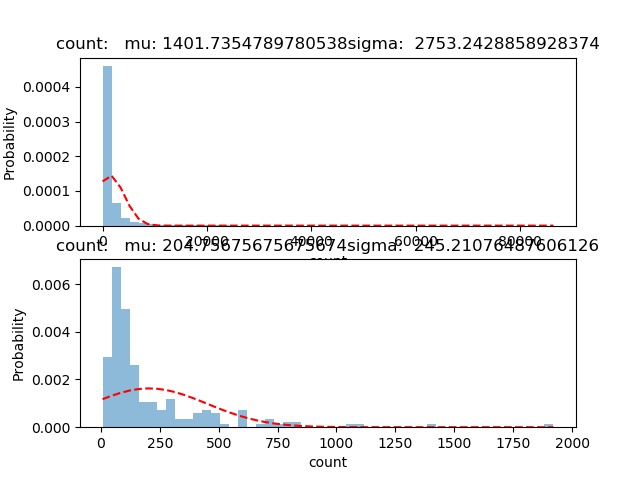 count:   mu: 1401.7354789780538sigma:  2753.2428858928374
Probability
0.0004
0.0003
0.0002
0.0001
0.0000
0 20000 40000 60000 80000
count
count:   mu: 204.75675675675674sigma:  245.21076487606126
Probability
0.006
0.004
0.002
0.000
0 250 500 750 1000 1250 1500 1750 2000
count